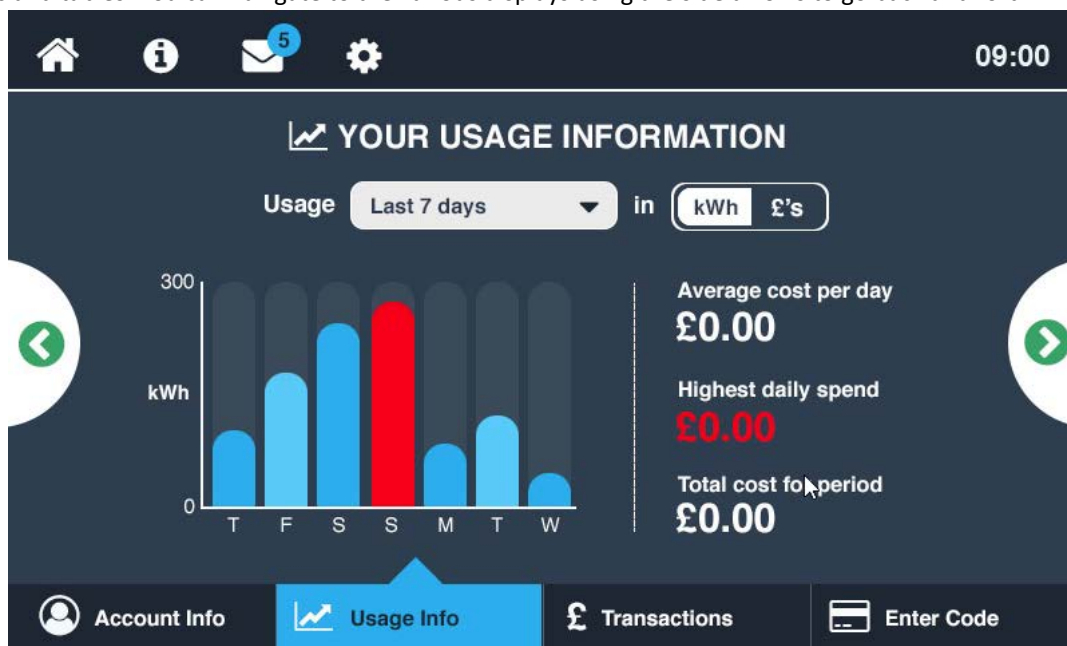 5
09:00
YOUR USAGE INFORMATION
Usage Last 7 days in kWh £'s
300
kWh
0
T F S S M T W
Average cost per day
£0.00
Highest daily spend
£0.00
Total cost for period
£0.00
Account Info Usage Info £ Transactions Enter Code